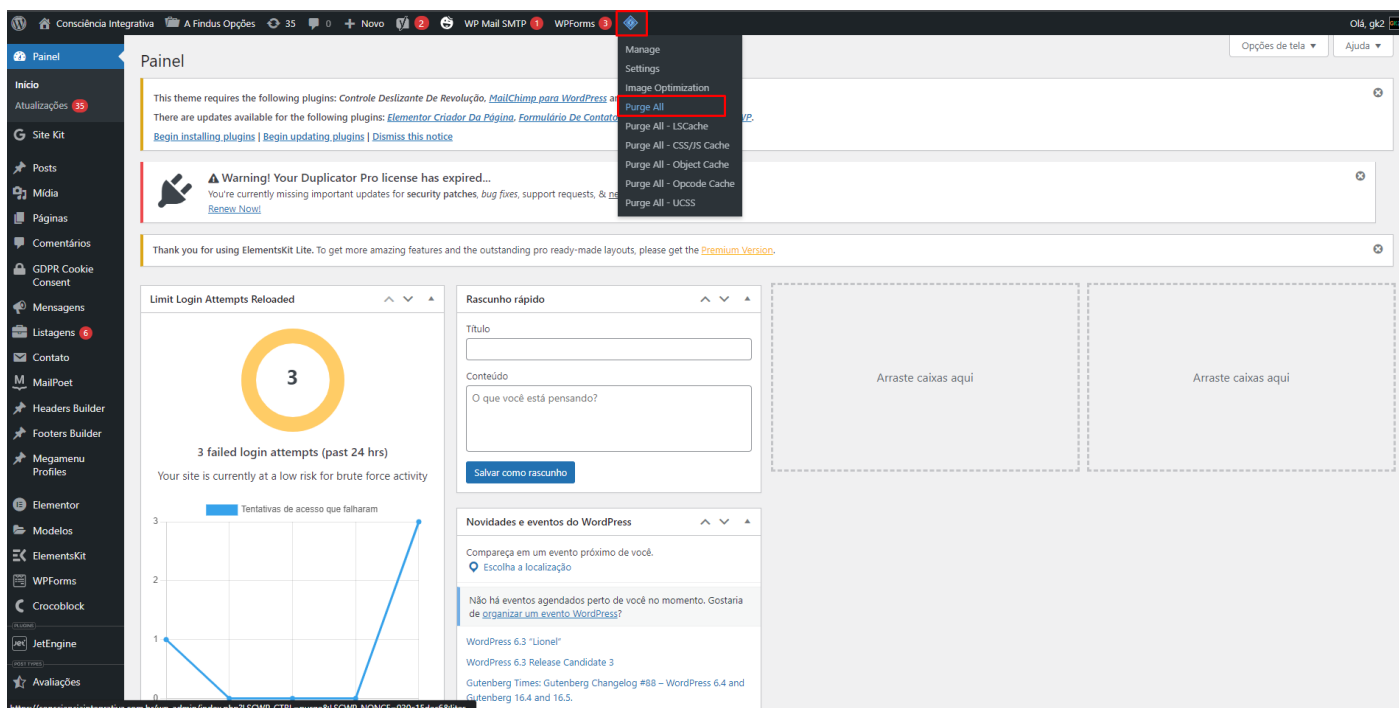 Consciência Integrativa A Findus Opções 35 0 + Novo 2 WP Mail SMTP 1 WPForms 3 Olá, gk2
Painel
Início
Atualizações 35
Site Kit
Posts
Mídia
Páginas
Comentários
GDPR Cookie
Consent
Mensagens
Listagens 6
Contato
MailPoet
Headers Builder
Footers Builder
Megamenu
Profiles
Elementor
Modelos
ElementsKit
WPForms
Crocoblock
JetEngine
Avaliações
Manage
Settings
Image Optimization
Purge All
Purge All - LSCache
Purge All - CSS/JS Cache
Purge All - Object Cache
Purge All - Opcode Cache
Purge All - UCSS
Opções de tela ▼ Ajuda ▼
Painel
This theme requires the following plugins: Controle Deslizante De Revolução, MailChimp para WordPress
There are updates available for the following plugins: Elementor Criador Da Página, Formulário De
Begin installing plugins | Begin updating plugins | Dismiss this notice
Warning! Your Duplicator Pro license has expired...
You're currently missing important updates for security patches, bug fixes, support requests, &
Renew Now!
Thank you for using ElementsKit Lite. To get more amazing features and the outstanding pro ready-made layouts, please get the Premium Version.
Limit Login Attempts Reloaded
3
3 failed login attempts (past 24 hrs)
Your site is currently at a low risk for brute force activity
Tentativas de acesso que falharam
3
2
1
0
Rascunho rápido
Título
Conteúdo
O que você está pensando?
Salvar como rascunho
Novidades e eventos do WordPress
Compareça em um evento próximo de você.
Escolha a localização
Não há eventos agendados perto de você no momento. Gostaria
de organizar um evento WordPress?
WordPress 6.3 "Lionel"
WordPress 6.3 Release Candidate 3
Gutenberg Times: Gutenberg Changelog #88 – WordPress 6.4 and
Gutenberg 16.4 and 16.5.
Arraste caixas aqui
Arraste caixas aqui